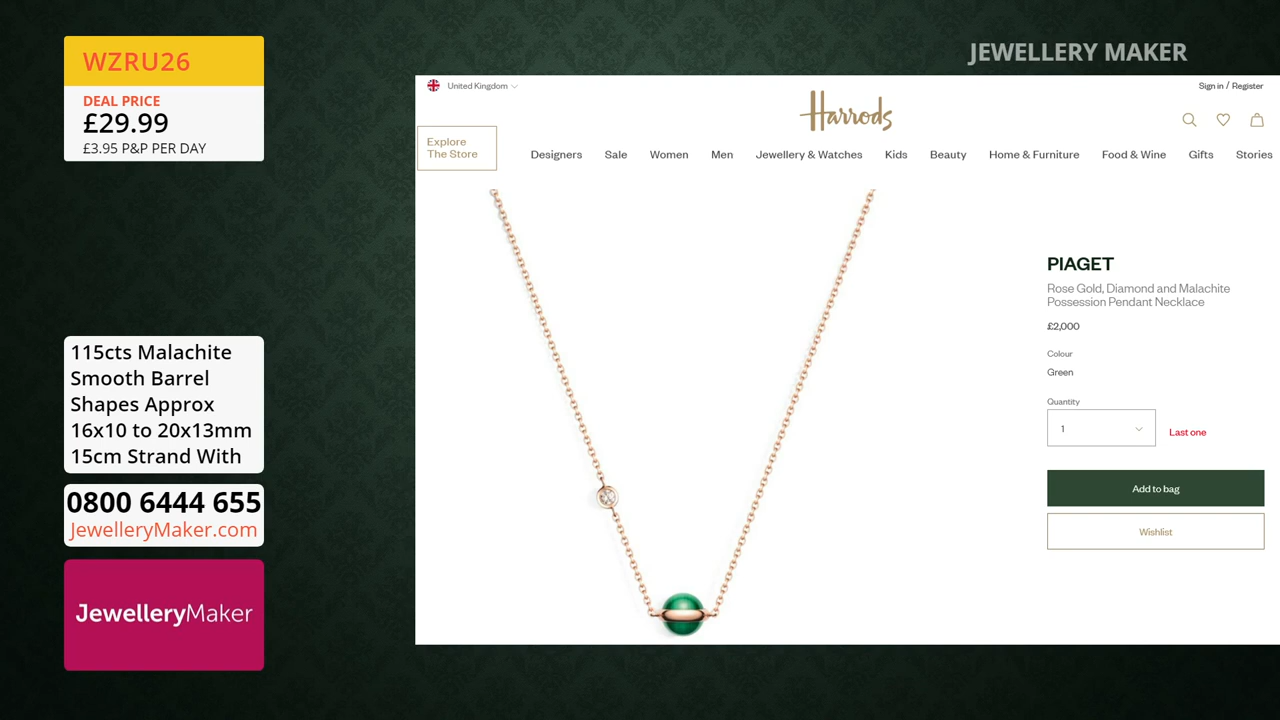 WZRU26
DEAL PRICE
£29.99
£3.95 P&P PER DAY
115cts Malachite
Smooth Barrel
Shapes Approx
16x10 to 20x13mm
15cm Strand With
0800 6444 655
JewelleryMaker.com
JewelleryMaker
JEWELLERY MAKER
United Kingdom
Sign in / Register
Harrods
Explore
The Store
Designers Sale Women Men Jewellery & Watches Kids Beauty Home & Furniture Food & Wine Gifts Stories
PIAGET
Rose Gold, Diamond and Malachite
Possession Pendant Necklace
£2,000
Colour
Green
Quantity
1
Last one
Add to bag
Wishlist